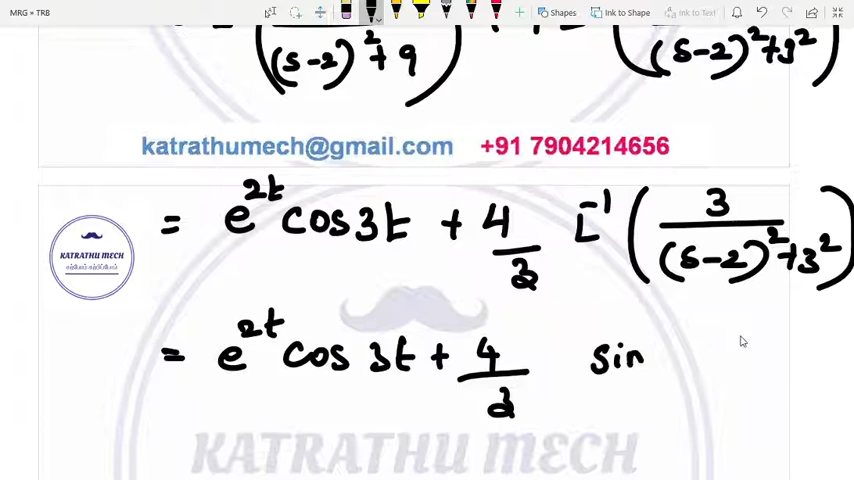 MRG » TRB
Shapes Ink to Shape Ink to Text
(s-2)² + 9
(s-2)² + 3²
katrathumech@gmail.com +91 7904214656
= e^2t cos 3t + 4/3 L⁻¹ ( 3 / (s-2)² + 3² )
KATRATHU MECH
கற்போம் கற்பிப்போம்
= e^2t cos 3t + 4/3 sin
KATRATHU MECH